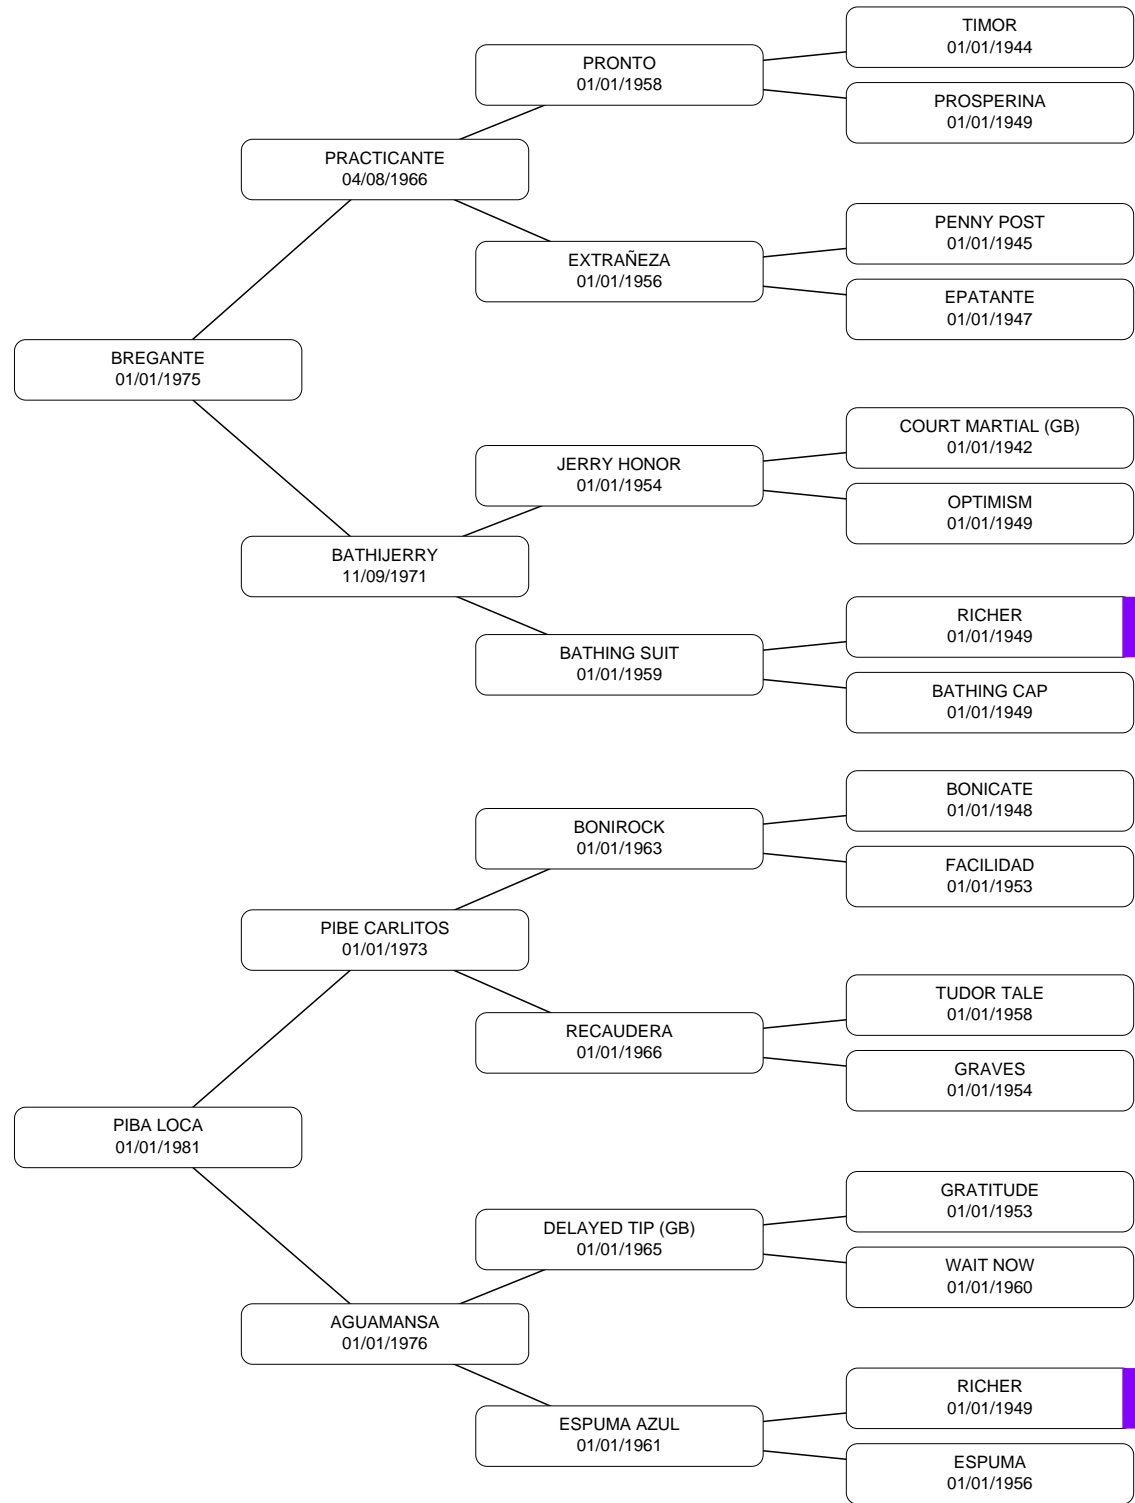 TIMOR
01/01/1944
PRONTO
01/01/1958
PROSPERINA
01/01/1949
PRACTICANTE
04/08/1966
PENNY POST
01/01/1945
EXTRAÑEZA
01/01/1956
EPATANTE
01/01/1947
BREGANTE
01/01/1975
COURT MARTIAL (GB)
01/01/1942
JERRY HONOR
01/01/1954
OPTIMISM
01/01/1949
BATHIJERRY
11/09/1971
RICHER
01/01/1949
BATHING SUIT
01/01/1959
BATHING CAP
01/01/1949
BONICATE
01/01/1948
BONIROCK
01/01/1963
FACILIDAD
01/01/1953
PIBE CARLITOS
01/01/1973
TUDOR TALE
01/01/1958
RECAUDERA
01/01/1966
GRAVES
01/01/1954
PIBA LOCA
01/01/1981
GRATITUDE
01/01/1953
DELAYED TIP (GB)
01/01/1965
WAIT NOW
01/01/1960
AGUAMANSA
01/01/1976
RICHER
01/01/1949
ESPUMA AZUL
01/01/1961
ESPUMA
01/01/1956